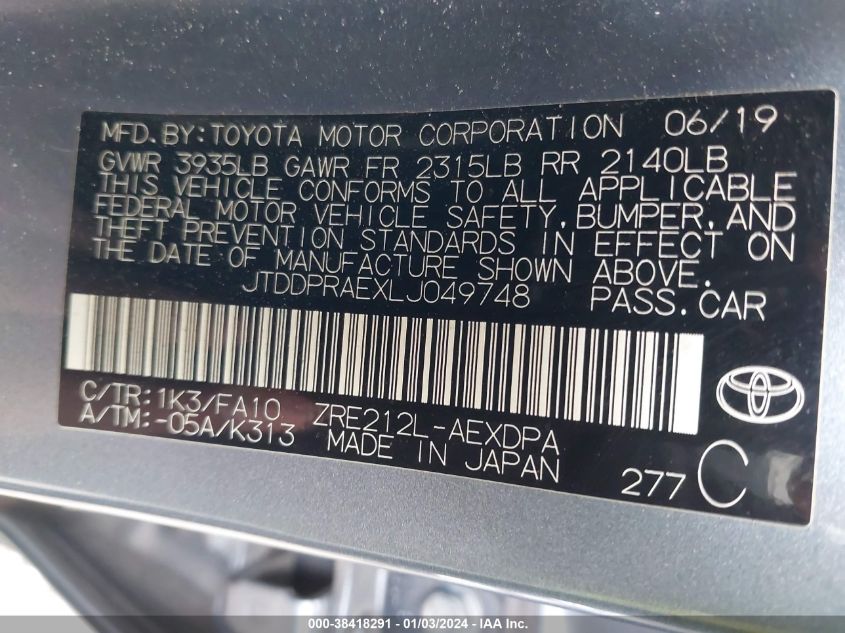 MFD.BY:TOYOTA MOTOR CORPORATION 06/19
GVWR 3935LB GAWR FR 2315LB RR 2140LB
THIS VEHICLE CONFORMS TO ALL APPLICABLE
FEDERAL MOTOR VEHICLE SAFETY,BUMPER,AND
THEFT PREVENTION STANDARDS IN EFFECT ON
THE DATE OF MANUFACTURE SHOWN ABOVE.
JTDDPRAEXLJ049748 PASS.CAR
C/TR:1K3/FA10 ZRE212L-AEXDPA
A/TM:-05A/K313 MADE IN JAPAN
277 C
000-38418291 - 01/03/2024 - IAA Inc.